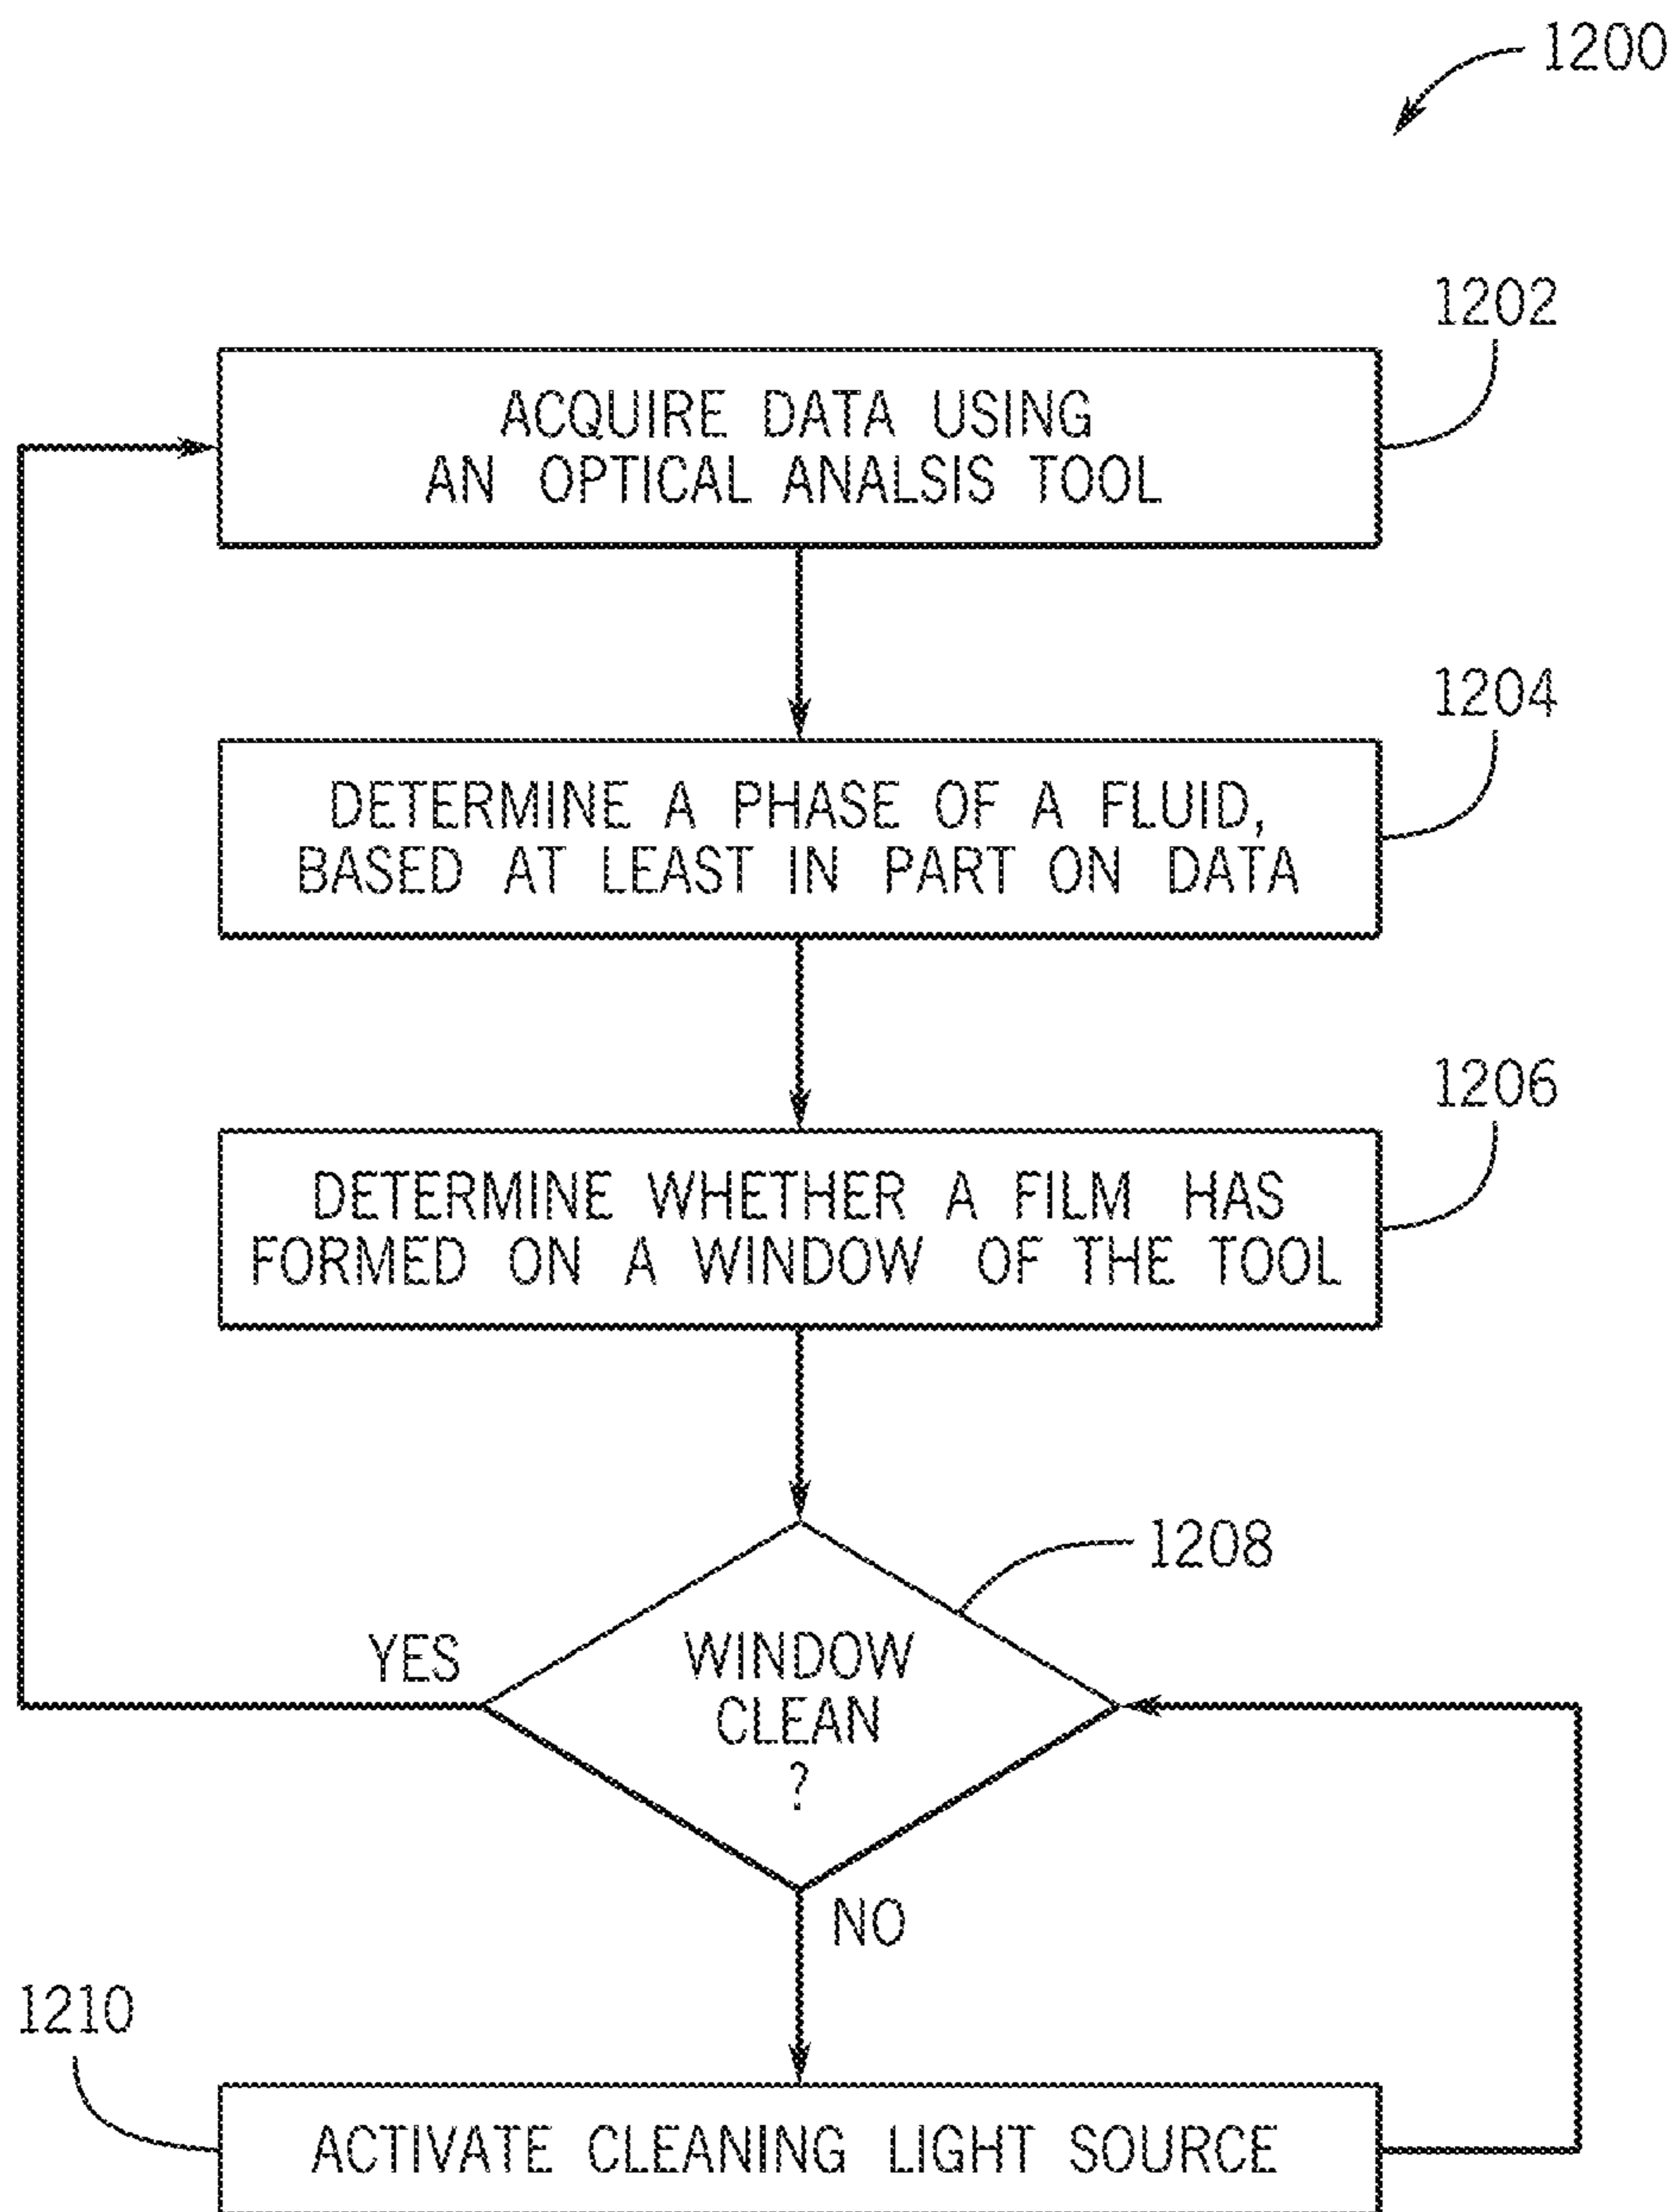 1200
1202
ACQUIRE DATA USING
AN OPTICAL ANALSIS TOOL
1204
DETERMINE A PHASE OF A FLUID,
BASED AT LEAST IN PART ON DATA
1206
DETERMINE WHETHER A FILM HAS
FORMED ON A WINDOW OF THE TOOL
1208
YES
WINDOW
CLEAN
?
NO
1210
ACTIVATE CLEANING LIGHT SOURCE